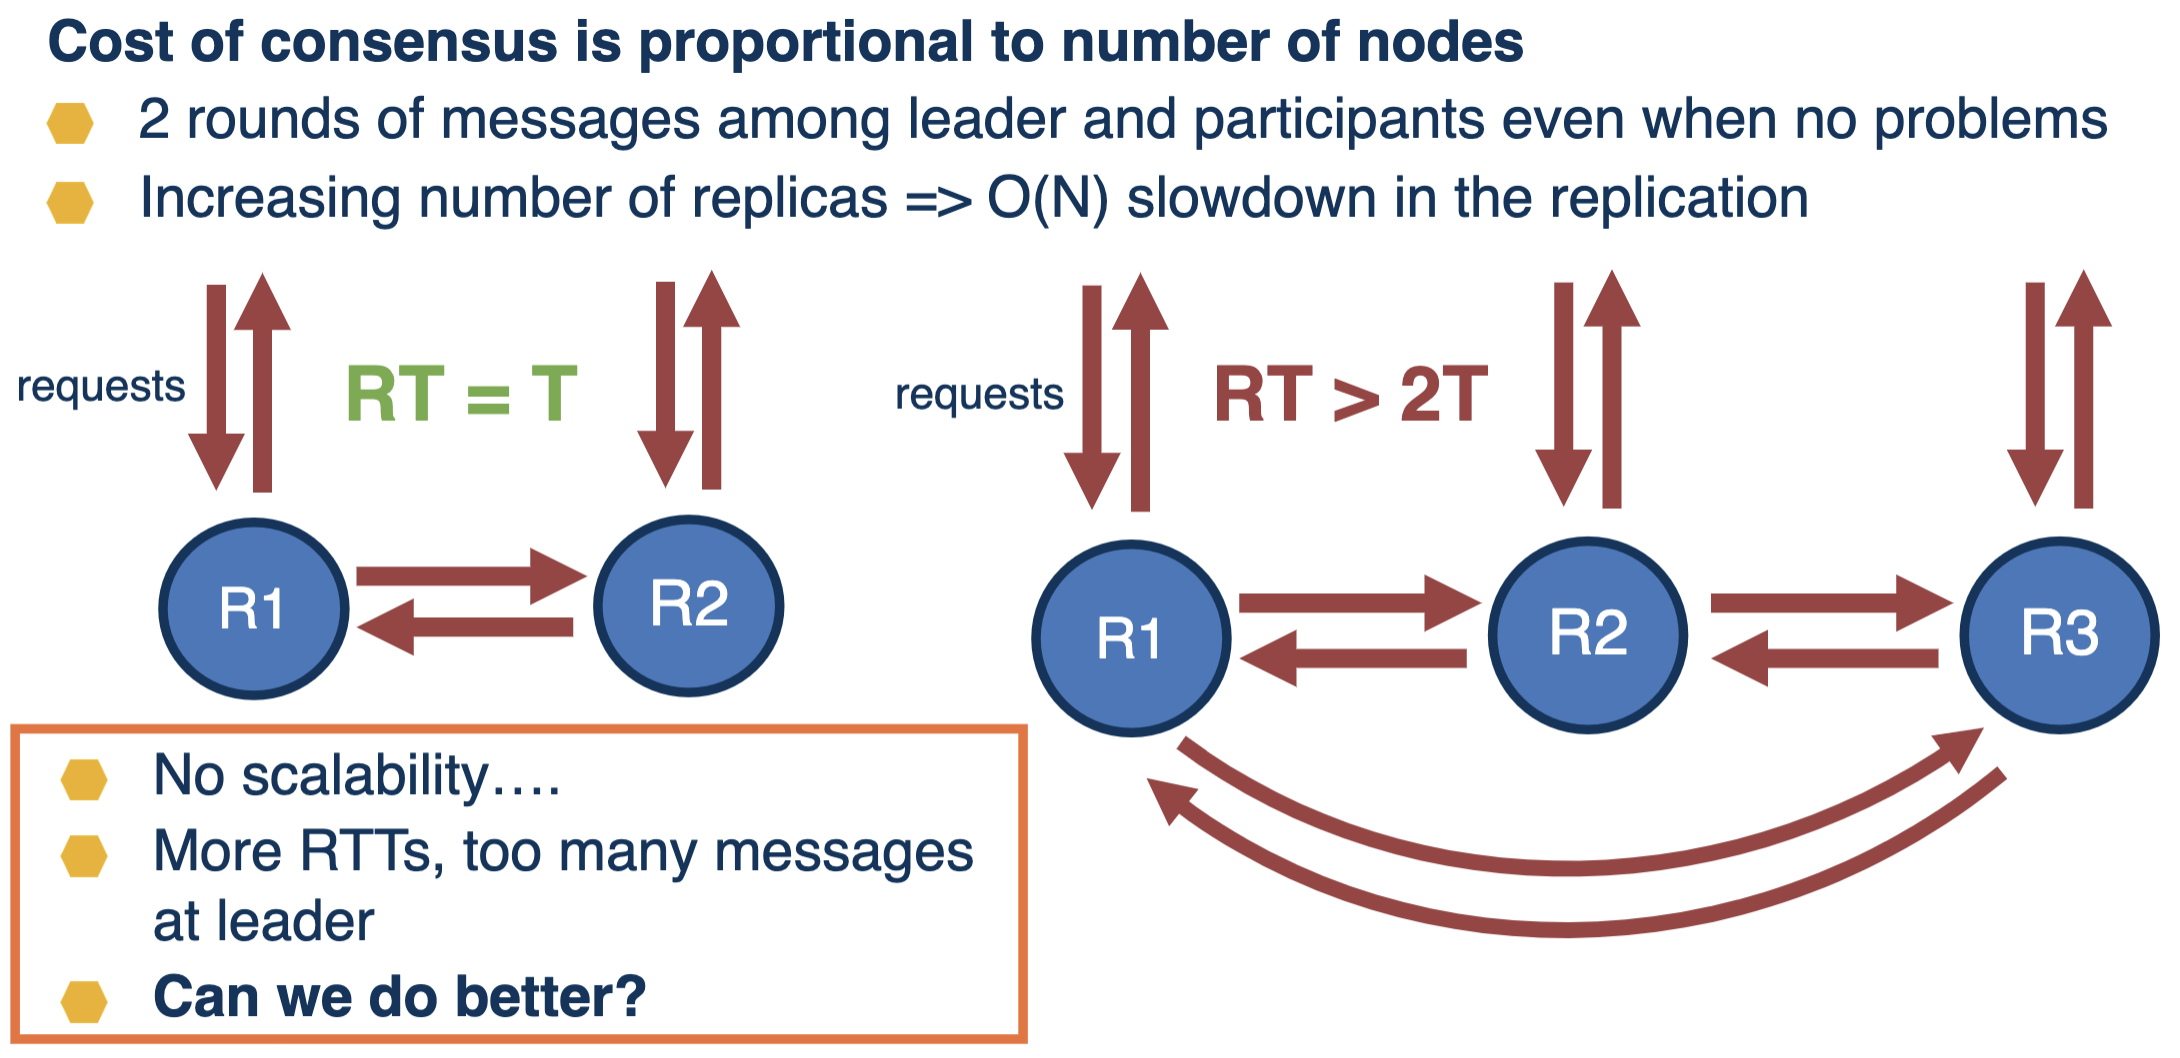 Cost of consensus is proportional to number of nodes
2 rounds of messages among leader and participants even when no problems
Increasing number of replicas => O(N) slowdown in the replication
requests
RT = T
R1
R2
requests
RT > 2T
R1
R2
R3
No scalability....
More RTTs, too many messages
at leader
Can we do better?